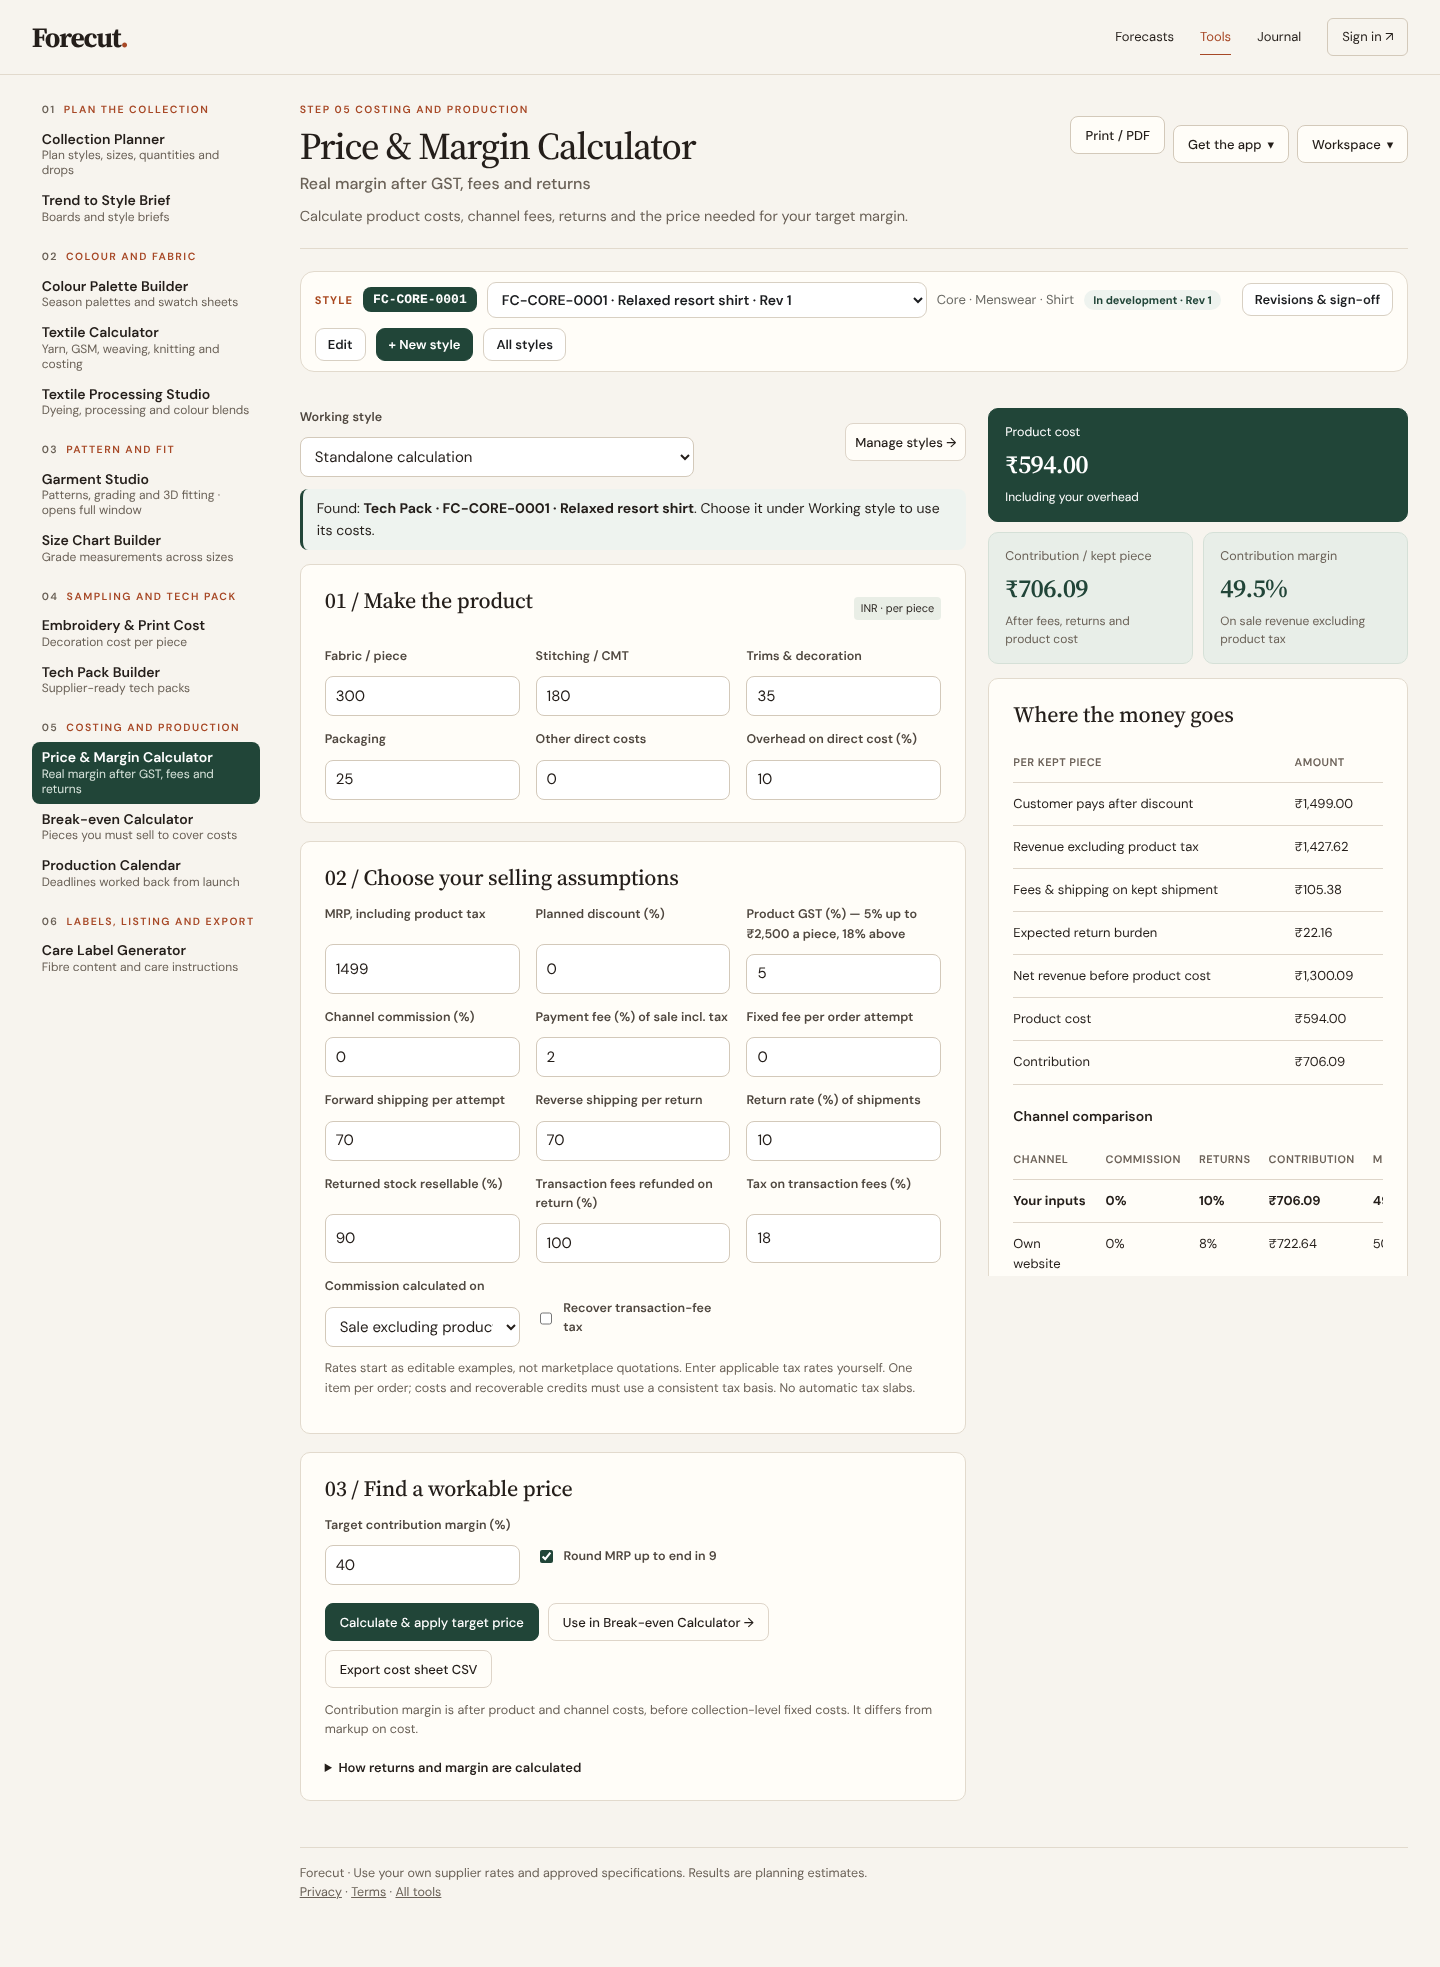 Forecut.
Forecasts
Tools
Journal
Sign in ↗
01 PLAN THE COLLECTION
Collection Planner
Plan styles, sizes, quantities and
drops
Trend to Style Brief
Boards and style briefs
02 COLOUR AND FABRIC
Colour Palette Builder
Season palettes and swatch sheets
Textile Calculator
Yarn, GSM, weaving, knitting and
costing
Textile Processing Studio
Dyeing, processing and colour blends
03 PATTERN AND FIT
Garment Studio
Patterns, grading and 3D fitting ·
opens full window
Size Chart Builder
Grade measurements across sizes
04 SAMPLING AND TECH PACK
Embroidery & Print Cost
Decoration cost per piece
Tech Pack Builder
Supplier-ready tech packs
05 COSTING AND PRODUCTION
Price & Margin Calculator
Real margin after GST, fees and
returns
Break-even Calculator
Pieces you must sell to cover costs
Production Calendar
Deadlines worked back from launch
06 LABELS, LISTING AND EXPORT
Care Label Generator
Fibre content and care instructions
STEP 05 COSTING AND PRODUCTION
Price & Margin Calculator
Real margin after GST, fees and returns
Calculate product costs, channel fees, returns and the price needed for your target margin.
Print / PDF
Get the app ▾
Workspace ▾
STYLE FC-CORE-0001 FC-CORE-0001 · Relaxed resort shirt · Rev 1 Core · Menswear · Shirt In development · Rev 1 Revisions & sign-off
Edit + New style All styles
Working style
Standalone calculation
Manage styles →
Found: Tech Pack · FC-CORE-0001 · Relaxed resort shirt. Choose it under Working style to use
its costs.
01 / Make the product
INR · per piece
Fabric / piece Stitching / CMT Trims & decoration
300 180 35
Packaging Other direct costs Overhead on direct cost (%)
25 0 10
02 / Choose your selling assumptions
MRP, including product tax Planned discount (%) Product GST (%) — 5% up to
₹2,500 a piece, 18% above
1499 0 5
Channel commission (%) Payment fee (%) of sale incl. tax Fixed fee per order attempt
0 2 0
Forward shipping per attempt Reverse shipping per return Return rate (%) of shipments
70 70 10
Returned stock resellable (%) Transaction fees refunded on Tax on transaction fees (%)
return (%)
90 100 18
Commission calculated on
Sale excluding produc
Recover transaction-fee
tax
Rates start as editable examples, not marketplace quotations. Enter applicable tax rates yourself. One
item per order; costs and recoverable credits must use a consistent tax basis. No automatic tax slabs.
03 / Find a workable price
Target contribution margin (%)
40
Round MRP up to end in 9
Calculate & apply target price
Use in Break-even Calculator →
Export cost sheet CSV
Contribution margin is after product and channel costs, before collection-level fixed costs. It differs from
markup on cost.
▶ How returns and margin are calculated
Product cost
₹594.00
Including your overhead
Contribution / kept piece
₹706.09
After fees, returns and
product cost
Contribution margin
49.5%
On sale revenue excluding
product tax
Where the money goes
PER KEPT PIECE AMOUNT
Customer pays after discount ₹1,499.00
Revenue excluding product tax ₹1,427.62
Fees & shipping on kept shipment ₹105.38
Expected return burden ₹22.16
Net revenue before product cost ₹1,300.09
Product cost ₹594.00
Contribution ₹706.09
Channel comparison
CHANNEL COMMISSION RETURNS CONTRIBUTION
Your inputs 0% 10% ₹706.09
Own 0% 8% ₹722.64
website
Forecut · Use your own supplier rates and approved specifications. Results are planning estimates.
Privacy · Terms · All tools